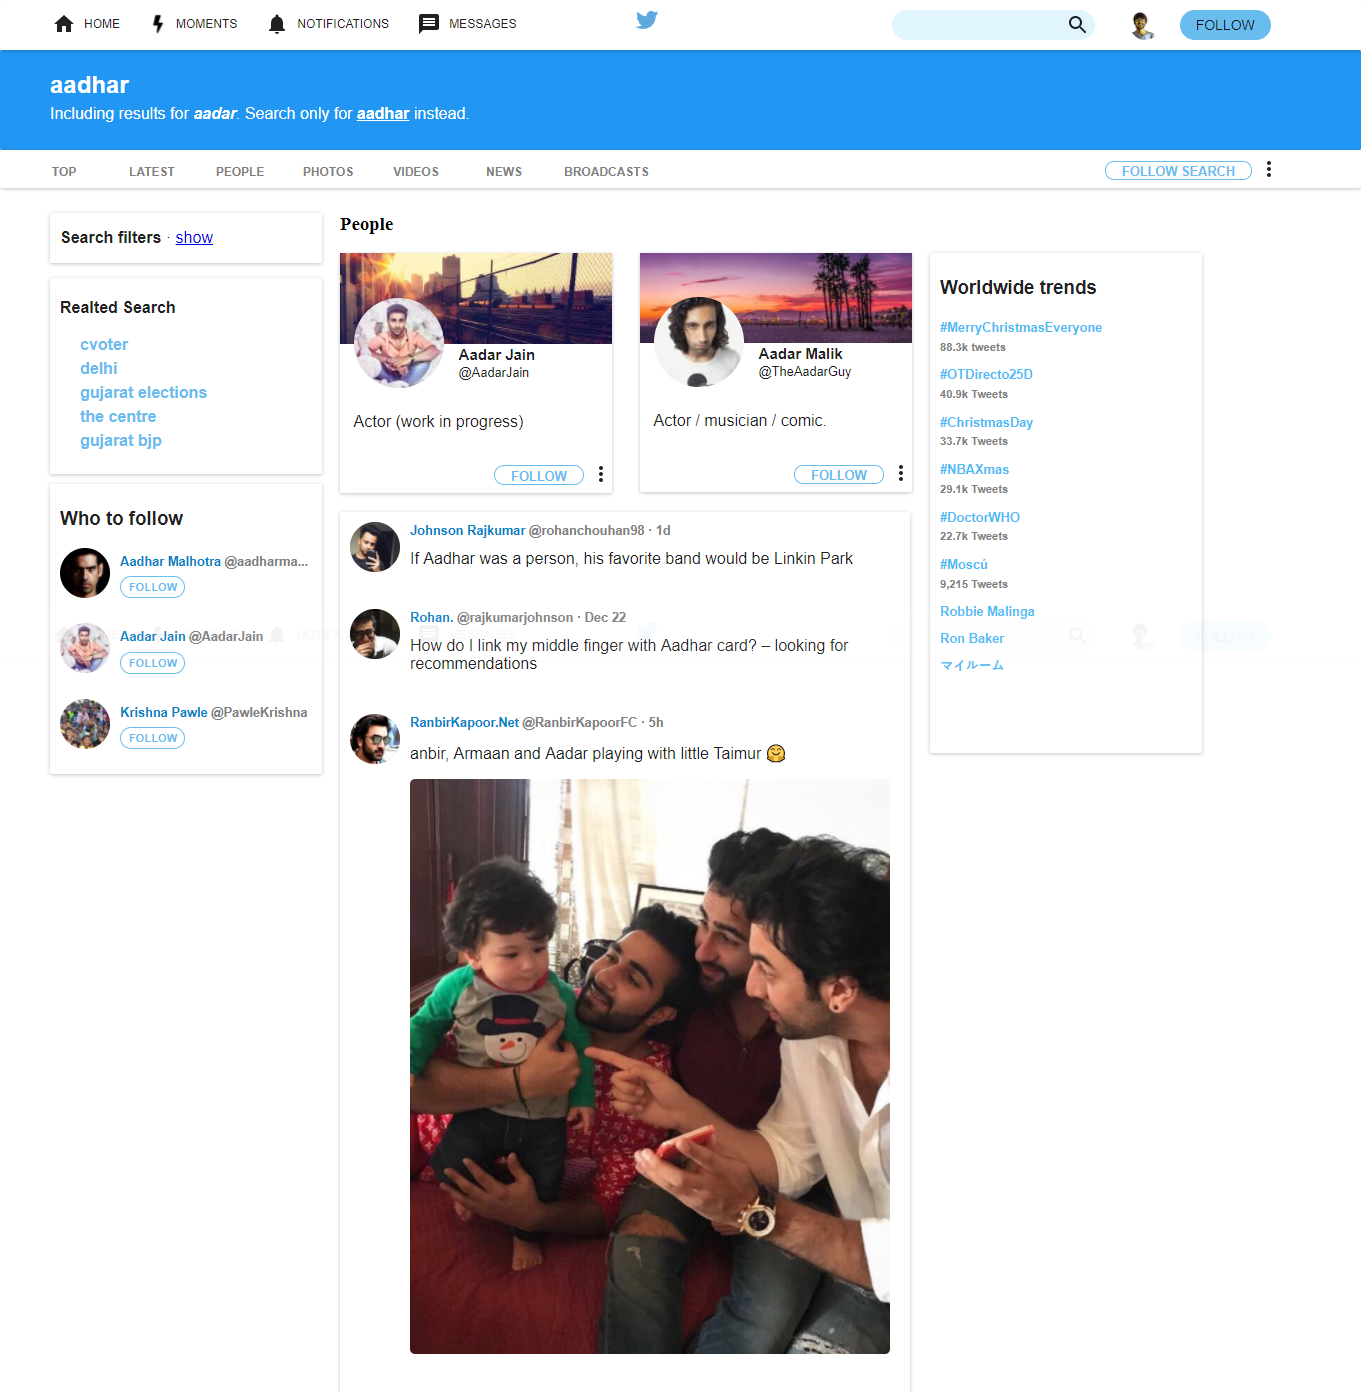 HOME MOMENTS NOTIFICATIONS MESSAGES FOLLOW
aadhar
Including results for aadar. Search only for aadhar instead.
TOP LATEST PEOPLE PHOTOS VIDEOS NEWS BROADCASTS FOLLOW SEARCH
Search filters · show
Realted Search
cvoter
delhi
gujarat elections
the centre
gujarat bjp
Who to follow
Aadhar Malhotra @aadharma...
FOLLOW
Aadar Jain @AadarJain
FOLLOW
Krishna Pawle @PawleKrishna
FOLLOW
People
Aadar Jain
@AadarJain
Actor (work in progress)
FOLLOW
Aadar Malik
@TheAadarGuy
Actor / musician / comic.
FOLLOW
Johnson Rajkumar @rohanchouhan98 · 1d
If Aadhar was a person, his favorite band would be Linkin Park
Rohan. @rajkumarjohnson · Dec 22
How do I link my middle finger with Aadhar card? – looking for
recommendations
RanbirKapoor.Net @RanbirKapoorFC · 5h
anbir, Armaan and Aadar playing with little Taimur 🤗
Worldwide trends
#MerryChristmasEveryone
88.3k tweets
#OTDirecto25D
40.9k Tweets
#ChristmasDay
33.7k Tweets
#NBAXmas
29.1k Tweets
#DoctorWHO
22.7k Tweets
#Moscú
9,215 Tweets
Robbie Malinga
Ron Baker
マイルーム